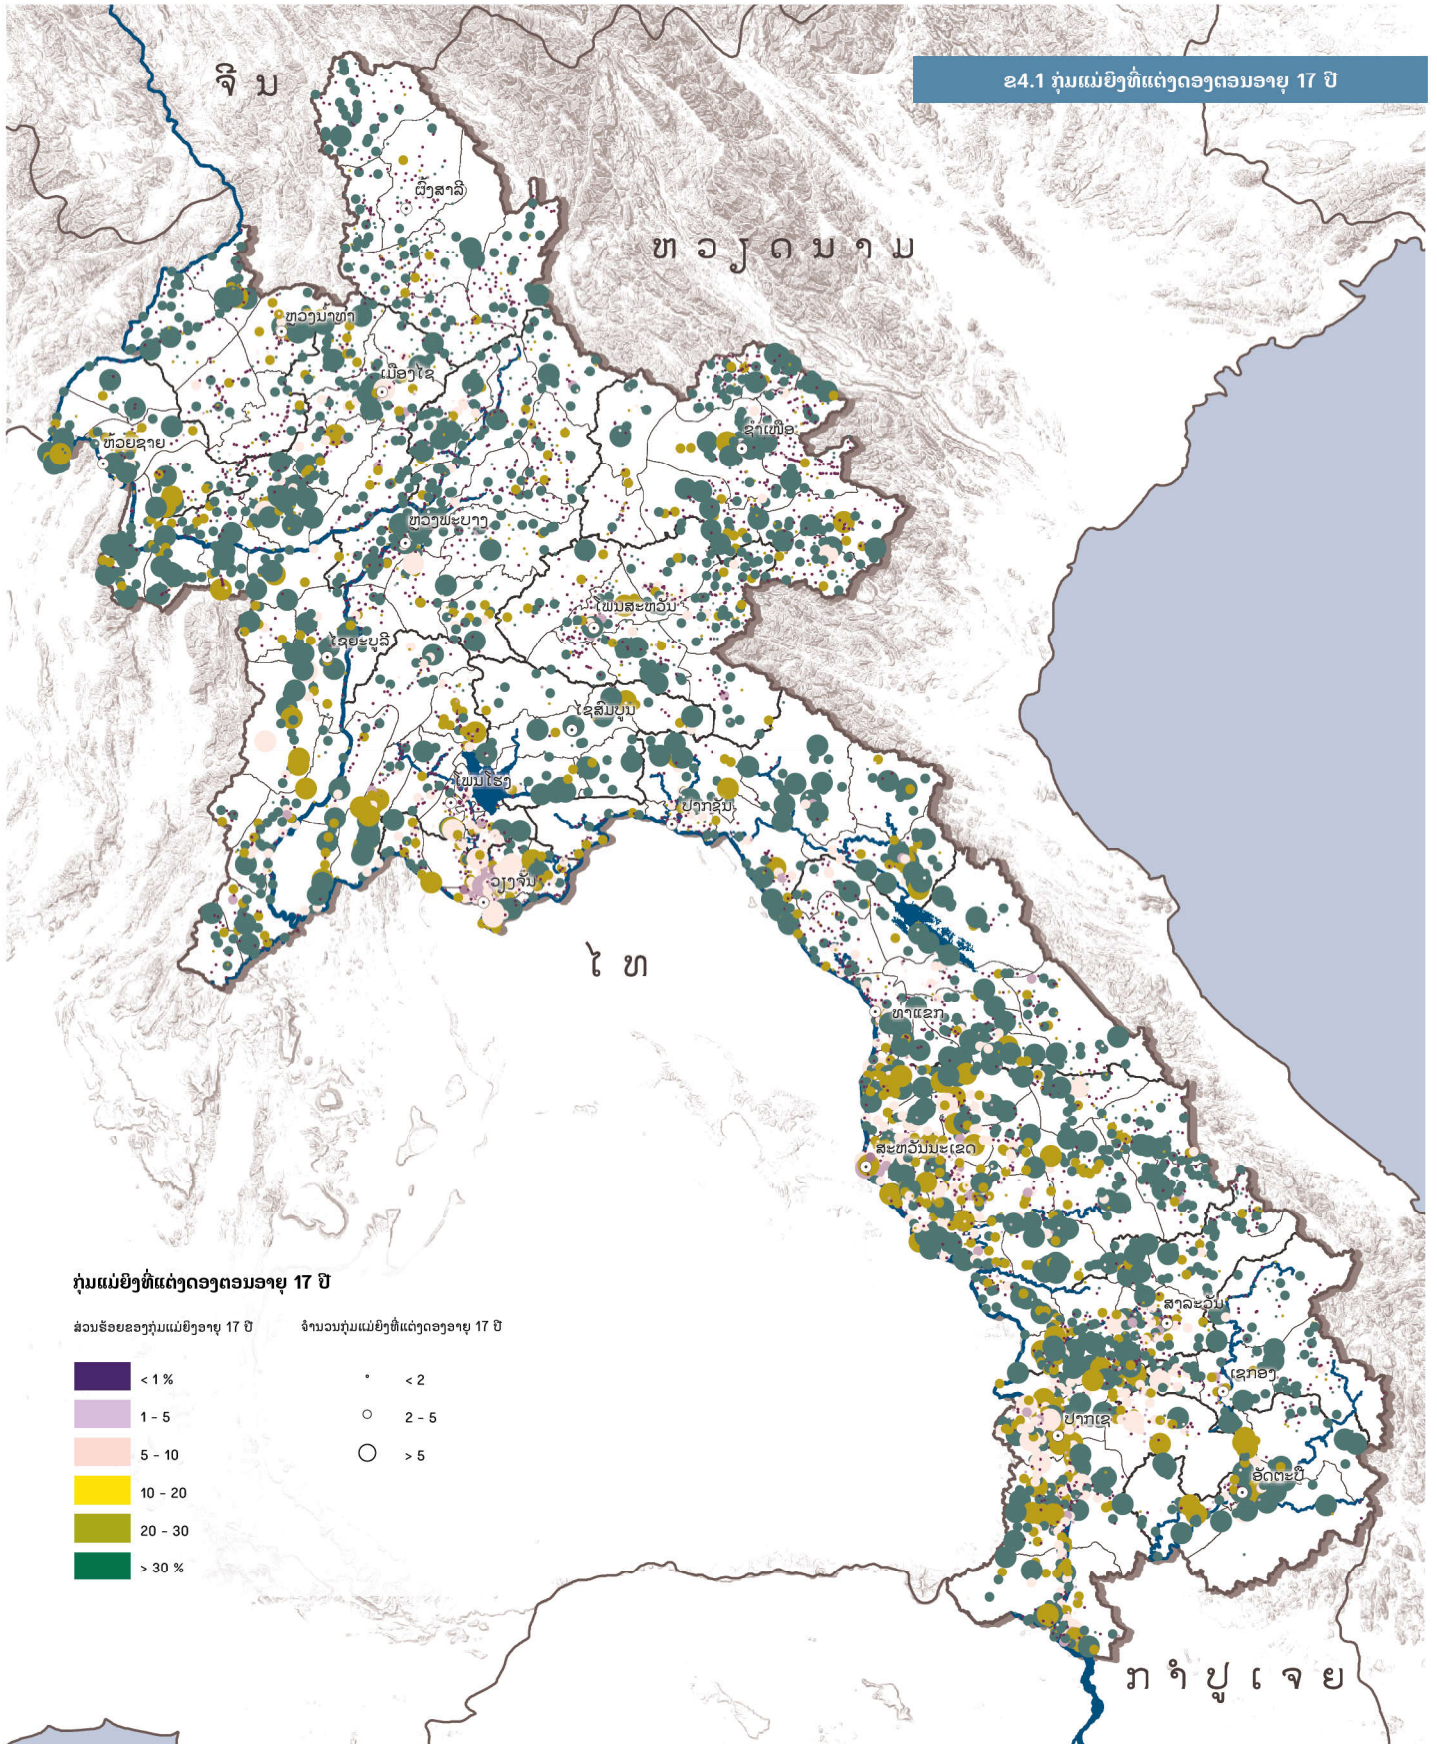 ຂ4.1 ກຸ່ມແມ່ຍິງທີ່ແຕ່ງດອງຕອນອາຍຸ 17 ປີ
ຈີນ
ຜົ້ງສາລີ
ຫວຽດນາມ
ຫຼວງນ້ຳທາ
ເມືອງໄຊ
ຊຳເໜືອ
ຫ້ວຍຊາຍ
ຫຼວງພະບາງ
ໂພນສະຫວັນ
ໄຊຍະບູລີ
ໄຊສົມບູນ
ໂພນໂຮງ
ປາກຊັນ
ວຽງຈັນ
ໄທ
ທ່າແຂກ
ສະຫວັນນະເຂດ
ກຸ່ມແມ່ຍິງທີ່ແຕ່ງດອງຕອນອາຍຸ 17 ປີ
ສ່ວນຮ້ອຍຂອງກຸ່ມແມ່ຍິງອາຍຸ 17 ປີ
ຈຳນວນກຸ່ມແມ່ຍິງທີ່ແຕ່ງດອງອາຍຸ 17 ປີ
< 1 %
1 - 5
5 - 10
10 - 20
20 - 30
> 30 %
< 2
2 - 5
> 5
ສາລະວັນ
ເຊກອງ
ປາກເຊ
ອັດຕະປື
ກຳປູເຈຍ